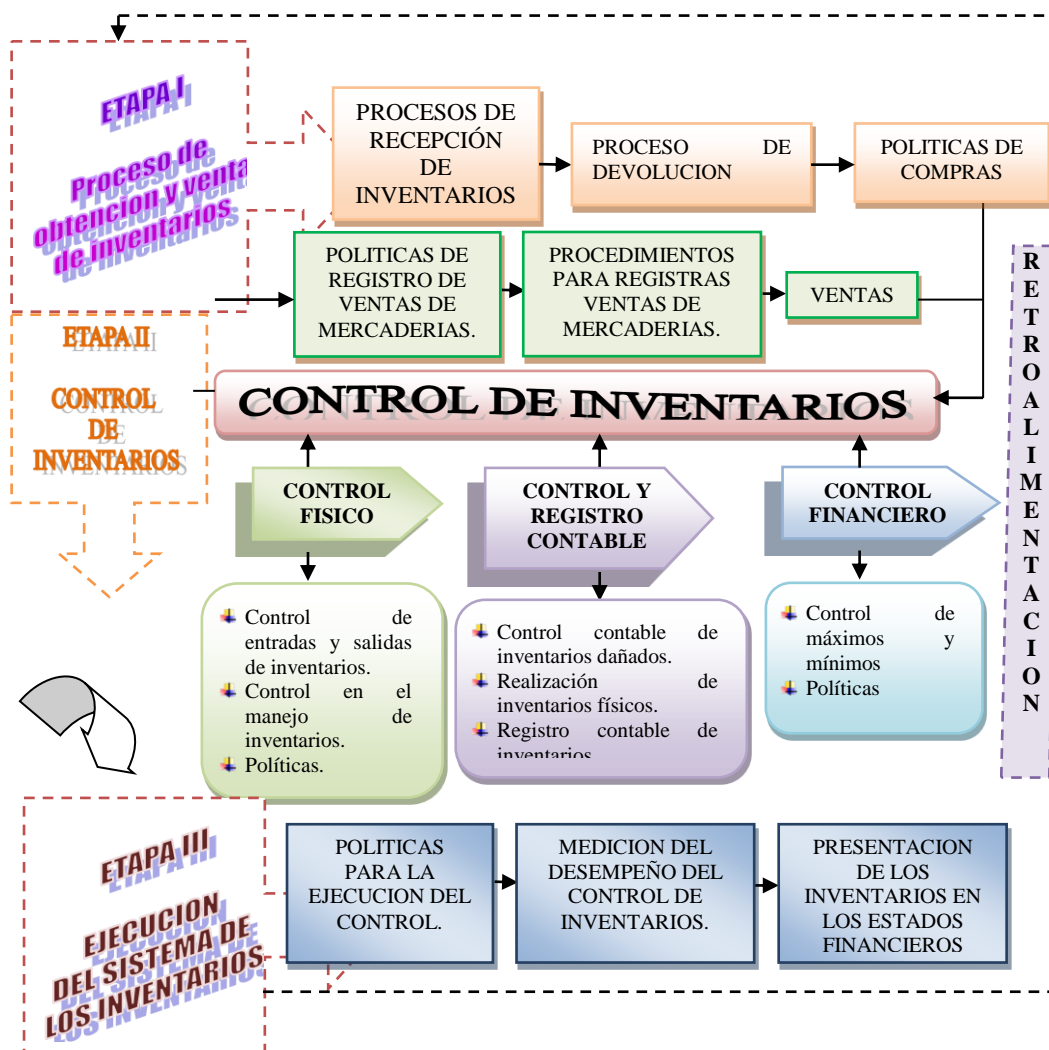 ETAPA I
Proceso de
obtencion y venta
de inventarios
PROCESOS DE
RECEPCIÓN
DE
INVENTARIOS
PROCESO DE
DEVOLUCION
POLITICAS DE
COMPRAS
POLITICAS DE
REGISTRO DE
VENTAS DE
MERCADERIAS.
PROCEDIMIENTOS
PARA REGISTRAS
VENTAS DE
MERCADERIAS.
VENTAS
ETAPA II
CONTROL
DE
INVENTARIOS
CONTROL DE INVENTARIOS
CONTROL
FISICO
CONTROL Y
REGISTRO
CONTABLE
CONTROL
FINANCIERO
Control de
entradas y salidas
de inventarios.
Control en el
manejo de
inventarios.
Políticas.
Control contable de
inventarios dañados.
Realización de
inventarios físicos.
Registro contable de
inventarios
Control de
máximos y
mínimos
Políticas
RETROALIMENTACION
ETAPA III
EJECUCION
DEL SISTEMA DE
LOS INVENTARIOS
POLITICAS
PARA LA
EJECUCION DEL
CONTROL.
MEDICION DEL
DESEMPEÑO DEL
CONTROL DE
INVENTARIOS.
PRESENTACION
DE LOS
INVENTARIOS EN
LOS ESTADOS
FINANCIEROS